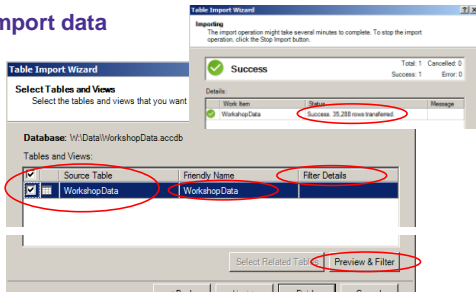 mport data
Table Import Wizard
Importing
The import operation might take several minutes to complete. To stop the import
operation, click the Stop Import button.
Success
Total: 1 Cancelled: 0
Success: 1 Error: 0
Details:
Work Item Status Message
WorkshopData Success. 35,288 rows transferred.
Table Import Wizard
Select Tables and Views
Select the tables and views that you want
Database: W:\Data\WorkshopData.accdb
Tables and Views:
Source Table Friendly Name Filter Details
WorkshopData WorkshopData
Select Related Tables Preview & Filter